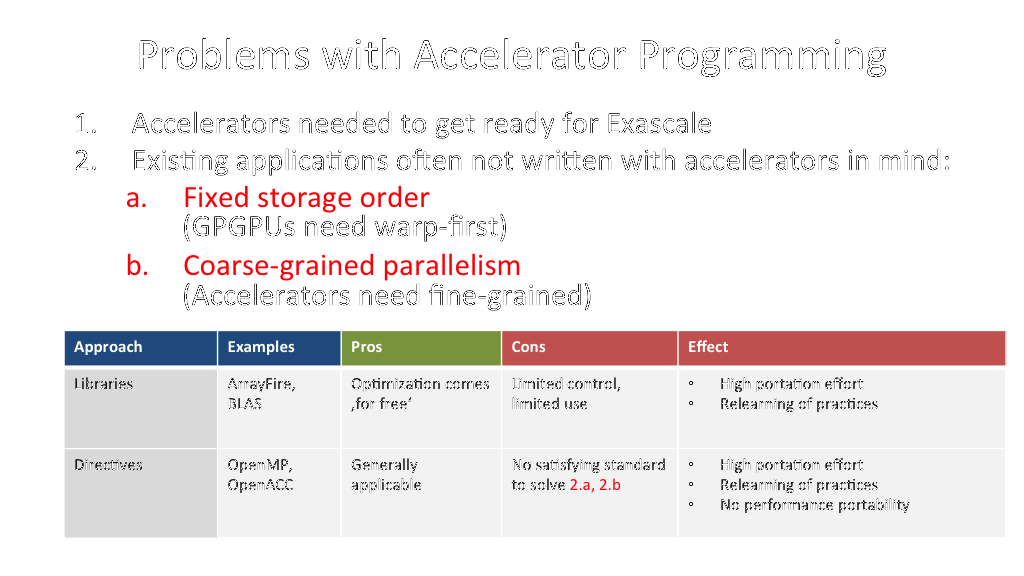 Problems with Accelerator Programming
1. Accelerators needed to get ready for Exascale
2. Existing applications often not written with accelerators in mind:
a. Fixed storage order
(GPGPUs need warp-first)
b. Coarse-grained parallelism
(Accelerators need fine-grained)
Approach Examples Pros Cons Effect
Libraries ArrayFire, Optimization comes Limited control, • High portation effort
BLAS ‚for free‘ limited use • Relearning of practices
Directives OpenMP, Generally No satisfying standard • High portation effort
OpenACC applicable to solve 2.a, 2.b • Relearning of practices
• No performance portability